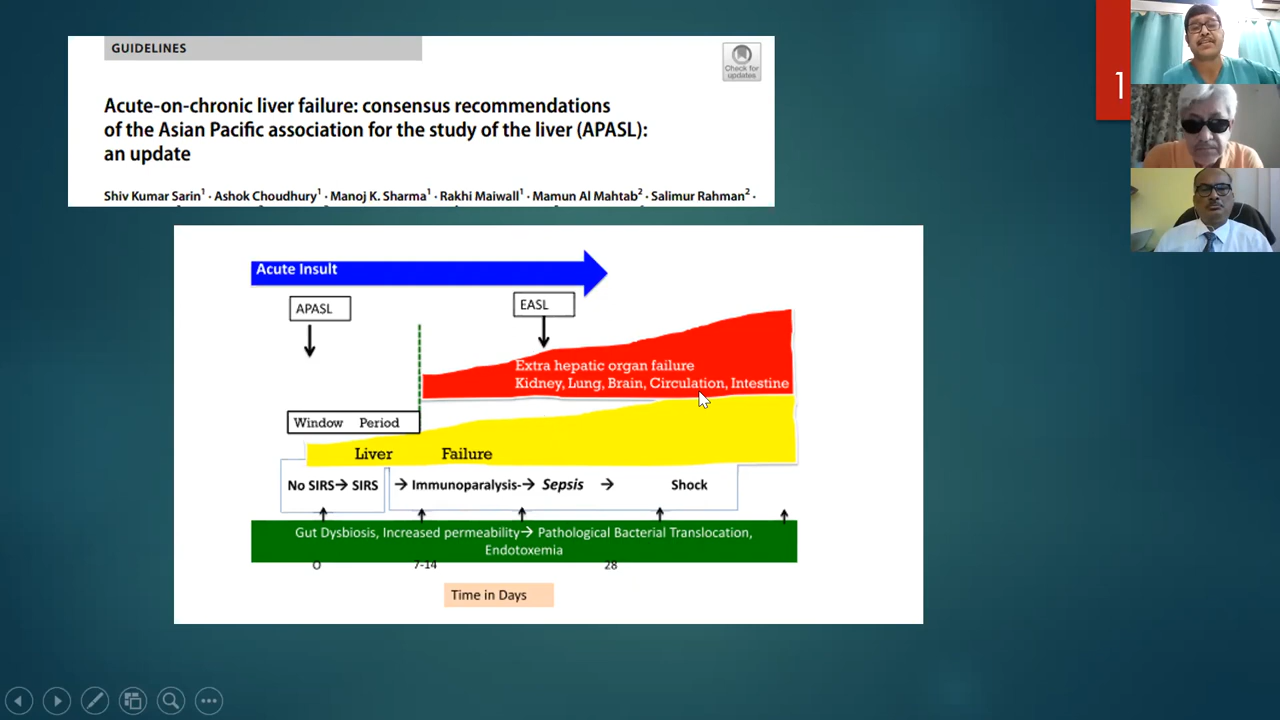 GUIDELINES
Check for
updates
Acute-on-chronic liver failure: consensus recommendations
of the Asian Pacific association for the study of the liver (APASL):
an update
Shiv Kumar Sarin1 · Ashok Choudhury1 · Manoj K. Sharma1 · Rakhi Maiwall1 · Mamun Al Mahtab2 · Salimur Rahman2 ·
1
Acute Insult
APASL
EASL
Extra hepatic organ failure
Kidney, Lung, Brain, Circulation, Intestine
Window Period
Liver Failure
No SIRS→ SIRS → Immunoparalysis-→ Sepsis → Shock
Gut Dysbiosis, Increased permeability→ Pathological Bacterial Translocation,
Endotoxemia
0 7-14 28
Time in Days